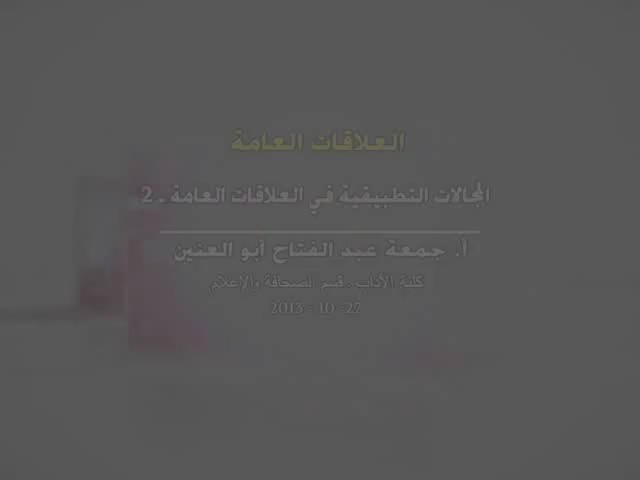 العلاقات العامة
المجالات التطبيقية في العلاقات العامة . 2
أ. جمعة عبد الفتاح أبو العنين
كلية الآداب . قسم الصحافة والإعلام
22- 10 - 2013